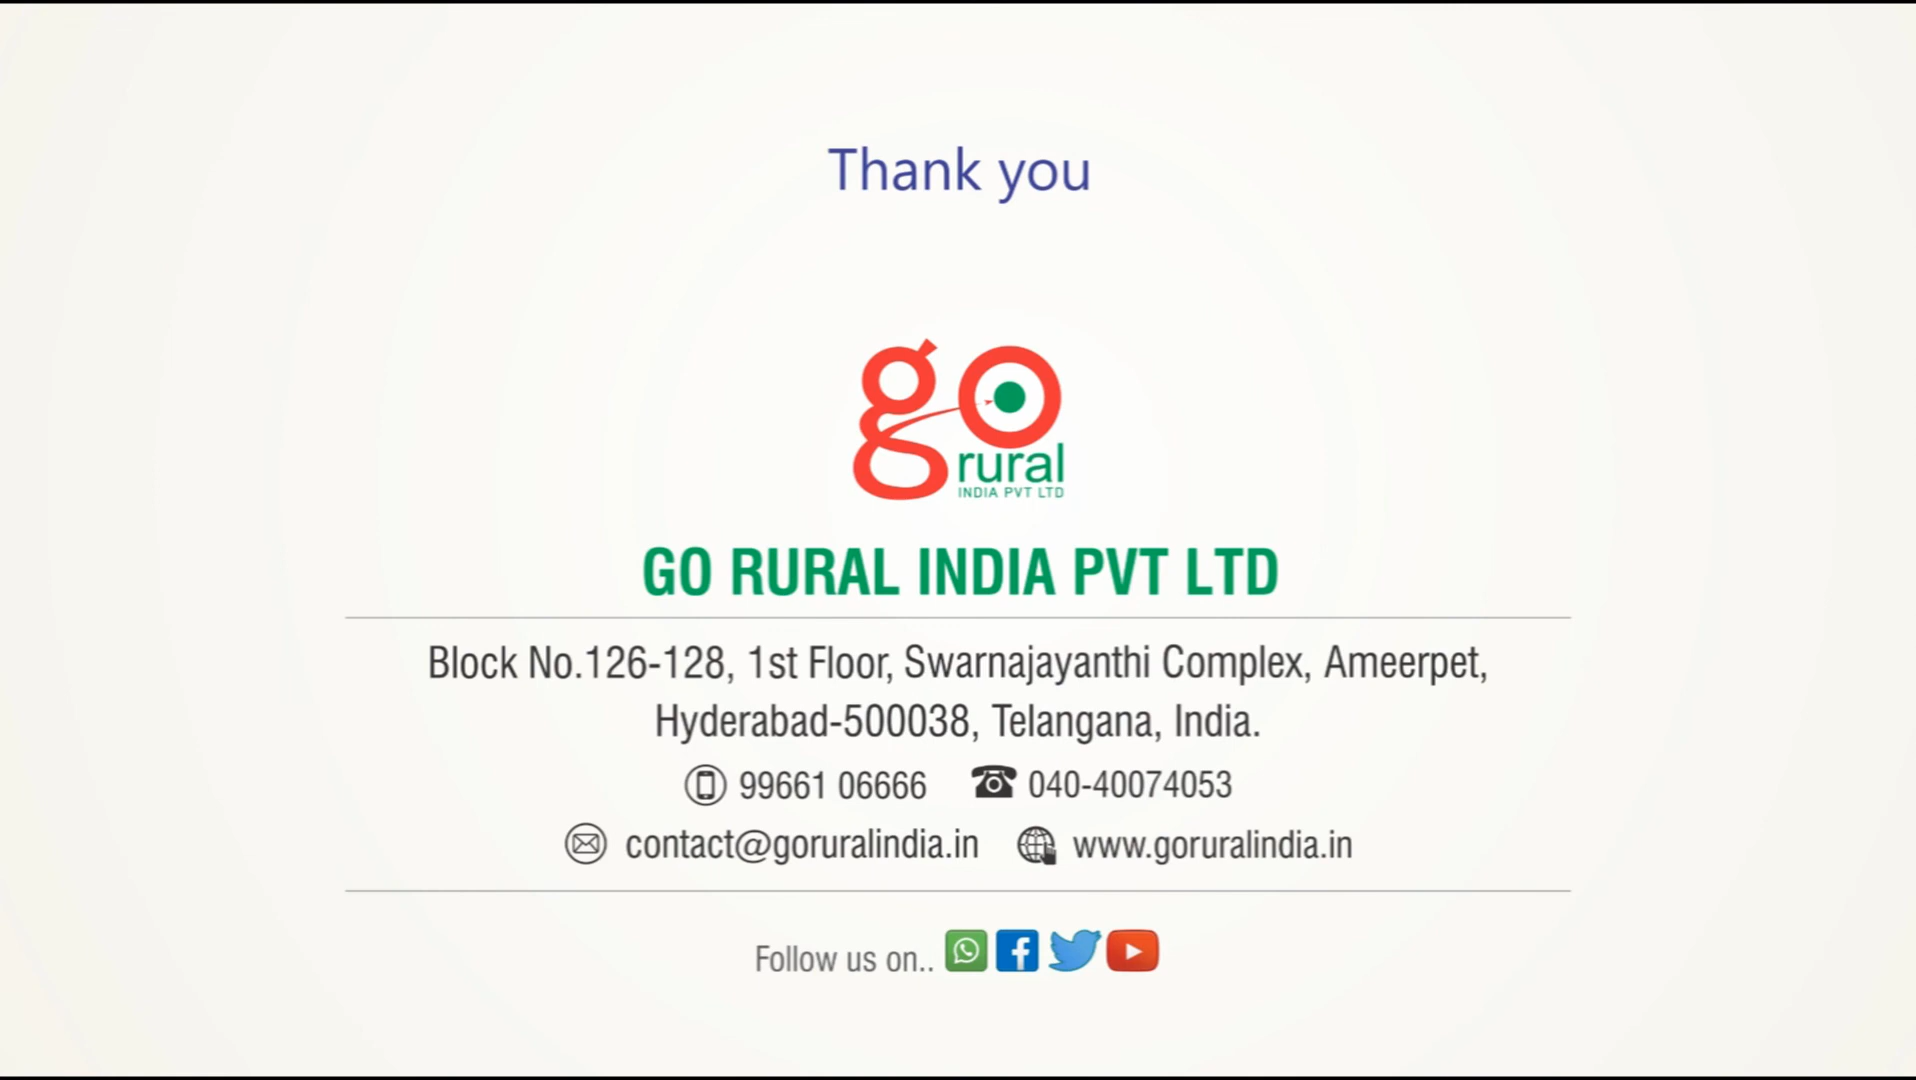 Thank you
go
rural
INDIA PVT LTD
GO RURAL INDIA PVT LTD
Block No.126-128, 1st Floor, Swarnajayanthi Complex, Ameerpet,
Hyderabad-500038, Telangana, India.
99661 06666 040-40074053
contact@goruralindia.in www.goruralindia.in
Follow us on..